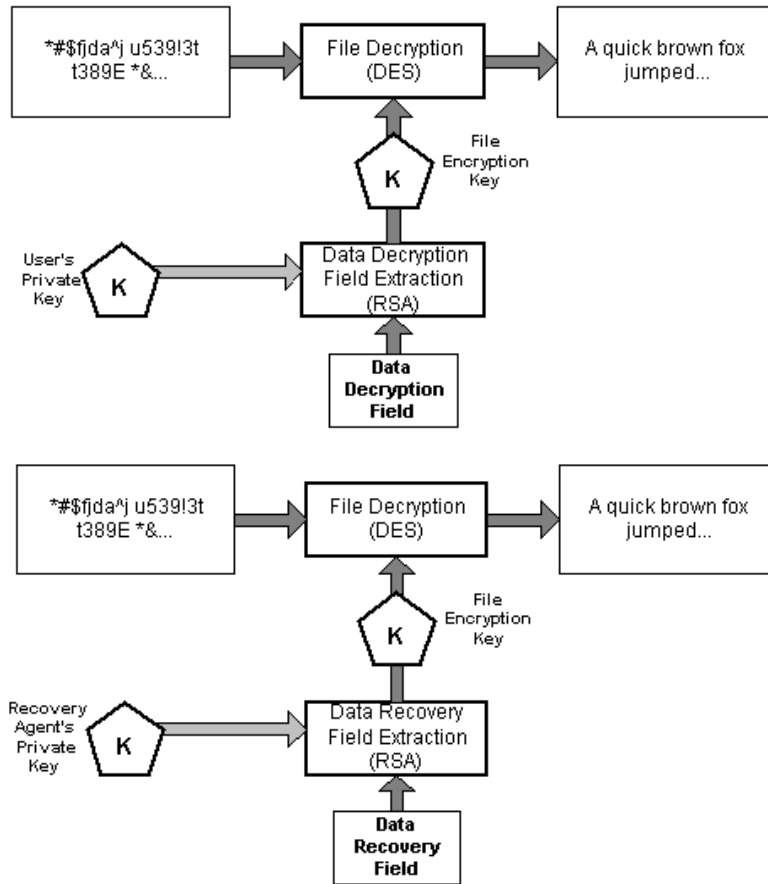 *#$fjda^j u539!3t
t389E *&...
File Decryption
(DES)
A quick brown fox
jumped...
K
File
Encryption
Key
User's
Private
Key
K
Data Decryption
Field Extraction
(RSA)
Data
Decryption
Field
*#$fjda^j u539!3t
t389E *&...
File Decryption
(DES)
A quick brown fox
jumped...
K
File
Encryption
Key
Recovery
Agent's
Private
Key
K
Data Recovery
Field Extraction
(RSA)
Data
Recovery
Field